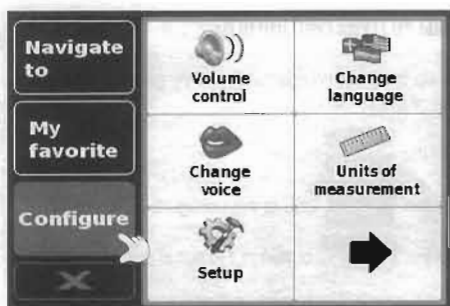 Navigate
to
My
favorite
Configure
Volume
control
Change
language
Change
voice
Units of
measurement
Setup